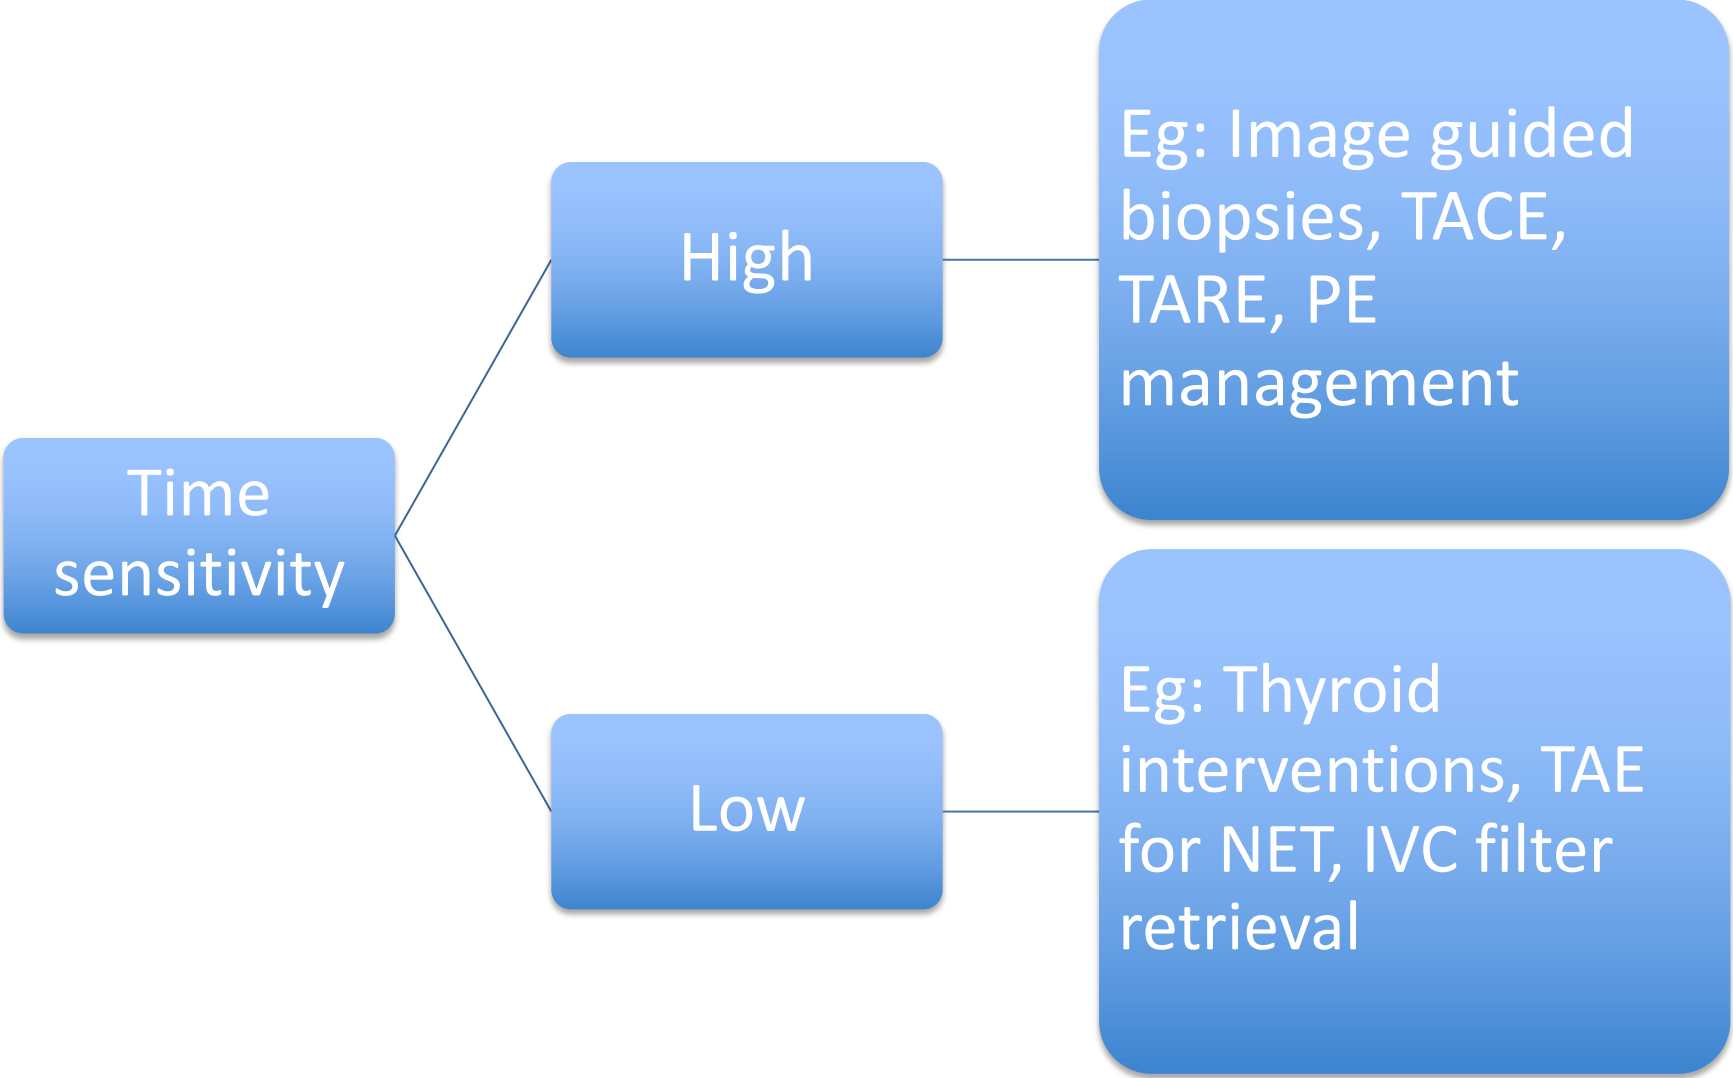 Time
sensitivity
High
Eg: Image guided
biopsies, TACE,
TARE, PE
management
Low
Eg: Thyroid
interventions, TAE
for NET, IVC filter
retrieval